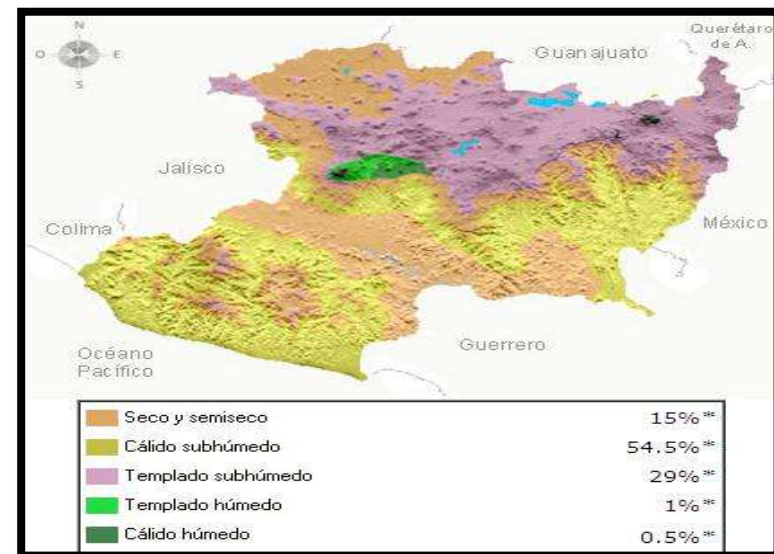 N
O E
S
Querétaro
de A.
Guanajuato
Jalisco
Colima
México
Océano
Pacífico
Guerrero
Seco y semiseco 15%*
Cálido subhúmedo 54.5%*
Templado subhúmedo 29%*
Templado húmedo 1%*
Cálido húmedo 0.5%*